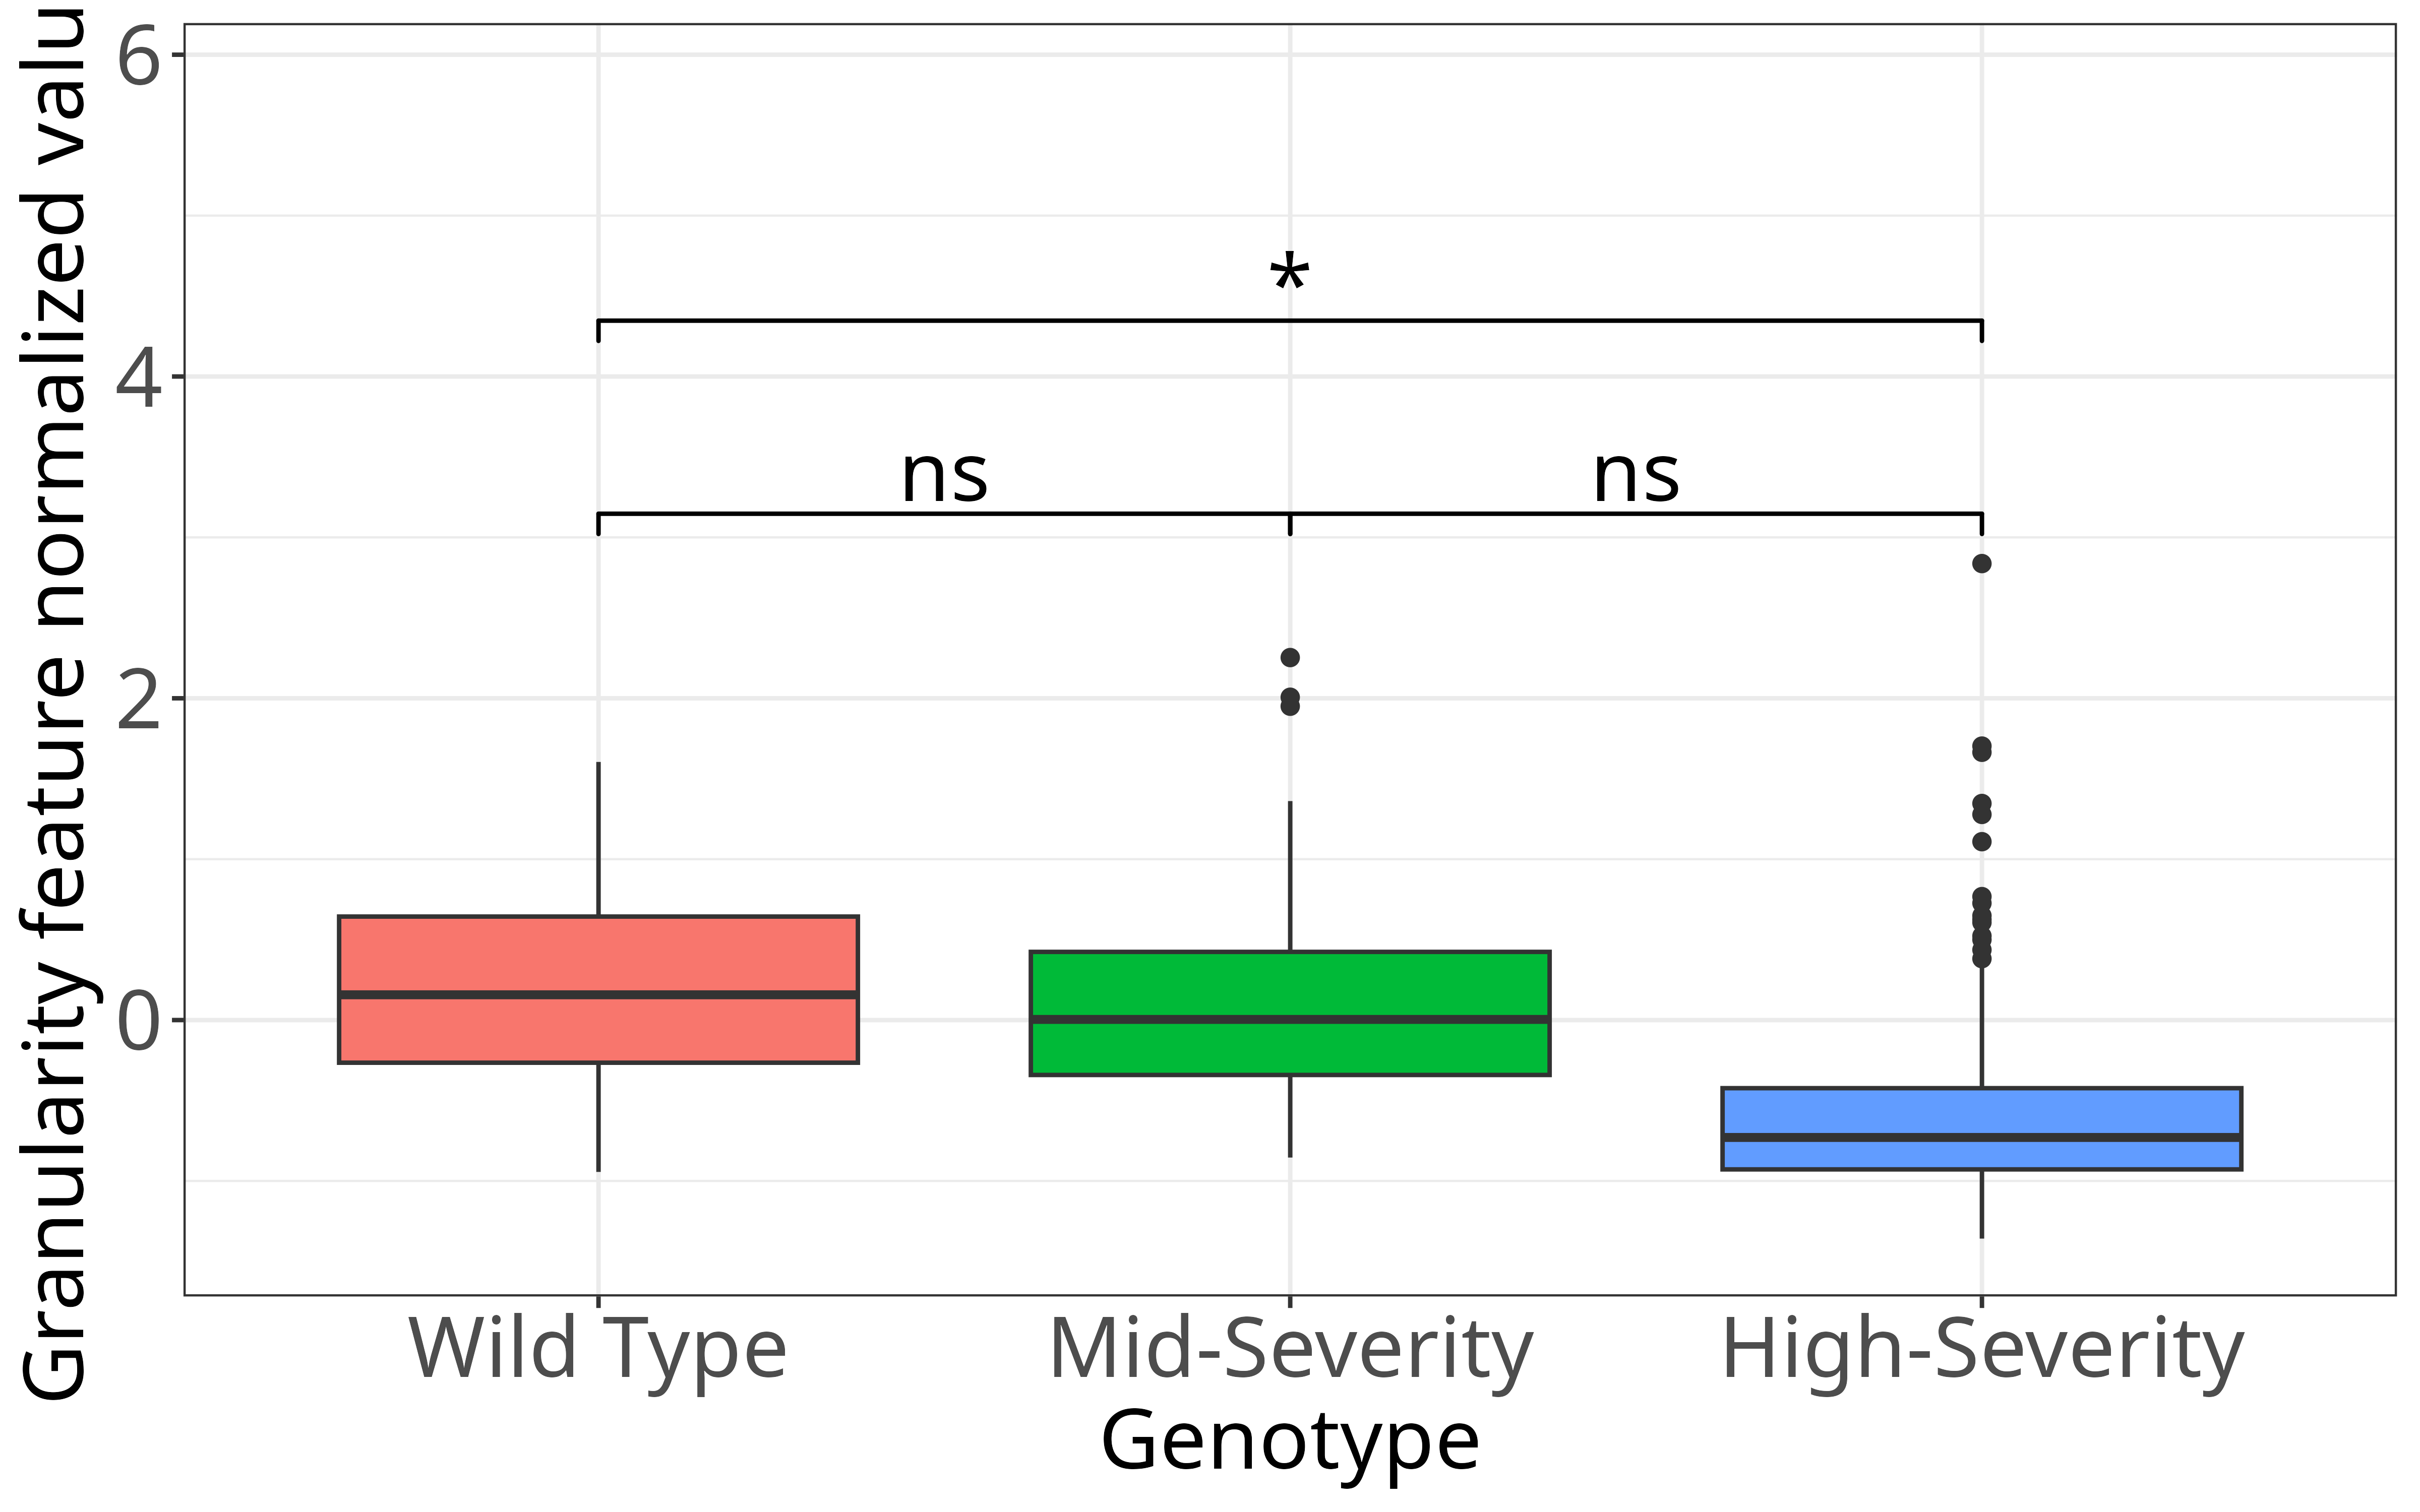 Granularity feature normalized valu
6
4
2
0
*
ns ns
Wild Type Mid-Severity High-Severity
Genotype